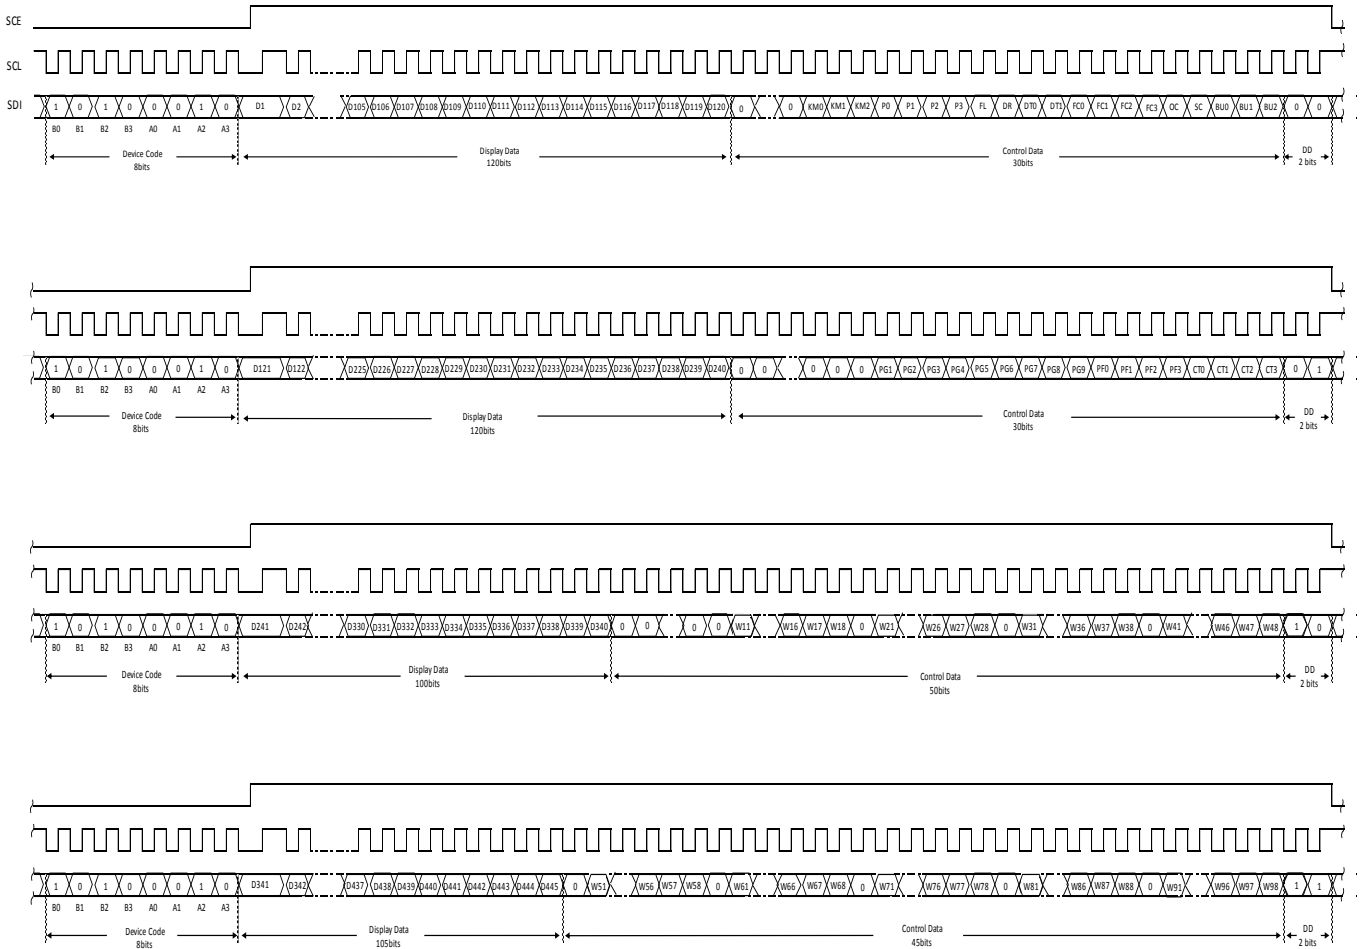 SCE
SCL
SDI 1 0 1 0 0 0 1 0 D1 D2 D105 D106 D107 D108 D109 D110 D111 D112 D113 D114 D115 D116 D117 D118 D119 D120 0 0 KM0 KM1 KM2 P0 P1 P2 P3 FL DR DT0 DT1 FC0 FC1 FC2 FC3 OC SC BU0 BU1 BU2 0 0
B0 B1 B2 B3 A0 A1 A2 A3
Device Code Display Data Control Data DD
8bits 120bits 30bits 2 bits
1 0 1 0 0 0 1 0 D121 D122 D225 D226 D227 D228 D229 D230 D231 D232 D233 D234 D235 D236 D237 D238 D239 D240 0 0 0 0 0 PG1 PG2 PG3 PG4 PG5 PG6 PG7 PG8 PG9 PF0 PF1 PF2 PF3 CT0 CT1 CT2 CT3 0 1
B0 B1 B2 B3 A0 A1 A2 A3
Device Code Display Data Control Data DD
8bits 120bits 30bits 2 bits
1 0 1 0 0 0 1 0 D241 D242 D330 D331 D332 D333 D334 D335 D336 D337 D338 D339 D340 0 0 0 0 W11 W16 W17 W18 0 W21 W26 W27 W28 0 W31 W36 W37 W38 0 W41 W46 W47 W48 1 0
B0 B1 B2 B3 A0 A1 A2 A3
Device Code Display Data Control Data DD
8bits 100bits 50bits 2 bits
1 0 1 0 0 0 1 0 D341 D342 D437 D438 D439 D440 D441 D442 D443 D444 D445 0 W51 W56 W57 W58 0 W61 W66 W67 W68 0 W71 W76 W77 W78 0 W81 W86 W87 W88 0 W91 W96 W97 W98 1 1
B0 B1 B2 B3 A0 A1 A2 A3
Device Code Display Data Control Data DD
8bits 105bits 45bits 2 bits